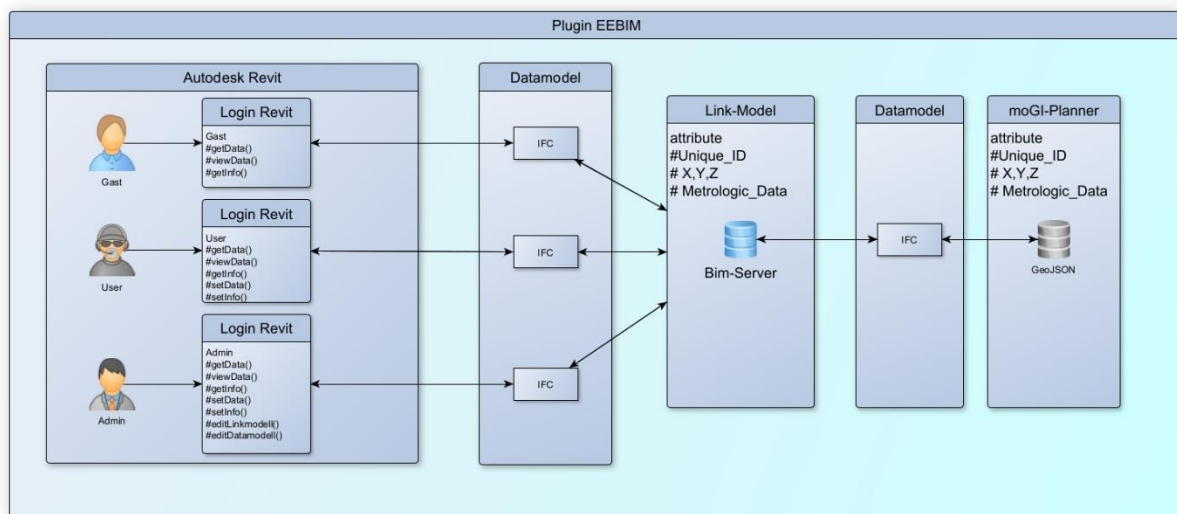 Plugin EEBIM
Autodesk Revit
Login Revit
Gast
#getData()
#viewData()
#getInfo()
Gast
Login Revit
User
#getData()
#viewData()
#getInfo()
#setData()
#setInfo()
User
Login Revit
Admin
#getData()
#viewData()
#getInfo()
#setData()
#setInfo()
#editLinkmodell()
#editDatamodell()
Admin
Datamodel
IFC
IFC
IFC
Link-Model
attribute
#Unique_ID
# X,Y,Z
# Metrologic_Data
Bim-Server
Datamodel
IFC
moGI-Planner
attribute
#Unique_ID
# X,Y,Z
# Metrologic_Data
GeoJSON